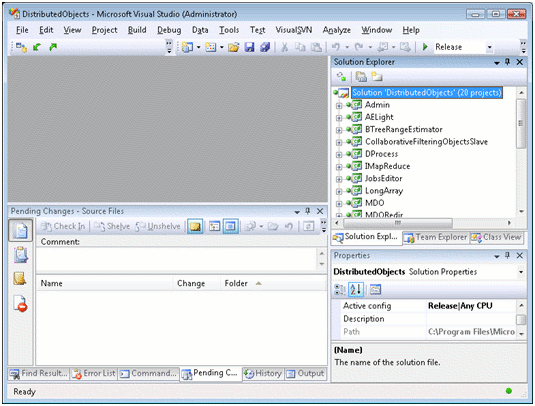 DistributedObjects - Microsoft Visual Studio (Administrator)
File Edit View Project Build Debug Data Tools Test VisualSVN Analyze Window Help
Release
Solution Explorer
Solution 'DistributedObjects' (20 projects)
Admin
AELight
BTreeRangeEstimator
CollaborativeFilteringObjectsSlave
DProcess
IMapReduce
JobsEditor
LongArray
MDO
MDORedir
Solution Expl... Team Explorer Class View
Pending Changes - Source Files
Check In Shelve Unshelve
Comment:
Name Change Folder
Properties
DistributedObjects Solution Properties
Active config Release|Any CPU
Description
Path C:\Program Files\Micro
(Name)
The name of the solution file.
Find Result... Error List Command... Pending C... History Output
Ready